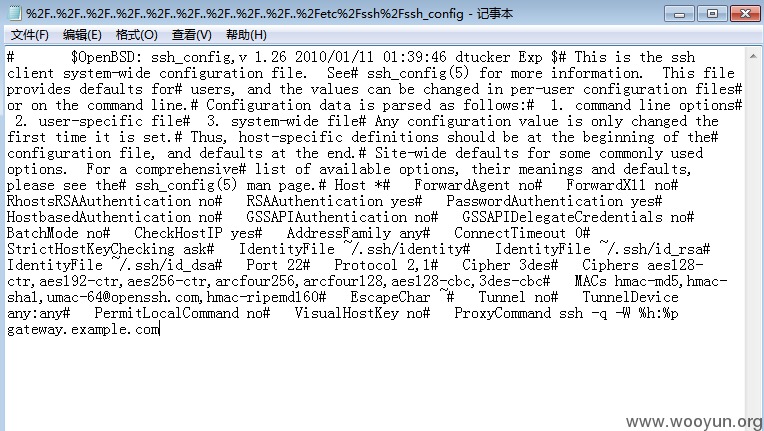 %2F..%2F..%2F..%2F..%2F..%2F..%2F..%2F..%2F..%2Fetc%2Fssh%2Fssh_config - 记事本
文件(F) 编辑(E) 格式(O) 查看(V) 帮助(H)
#       $OpenBSD: ssh_config,v 1.26 2010/01/11 01:39:46 dtucker Exp $# This is the ssh
client system-wide configuration file.  See# ssh_config(5) for more information.  This file
provides defaults for# users, and the values can be changed in per-user configuration files#
or on the command line.# Configuration data is parsed as follows:#  1. command line options#
 2. user-specific file#  3. system-wide file# Any configuration value is only changed the
first time it is set.# Thus, host-specific definitions should be at the beginning of the#
configuration file, and defaults at the end.# Site-wide defaults for some commonly used
options.  For a comprehensive# list of available options, their meanings and defaults,
please see the# ssh_config(5) man page.# Host *#   ForwardAgent no#   ForwardX11 no#
RhostsRSAAuthentication no#   RSAAuthentication yes#   PasswordAuthentication yes#
HostbasedAuthentication no#   GSSAPIAuthentication no#   GSSAPIDelegateCredentials no#
BatchMode no#   CheckHostIP yes#   AddressFamily any#   ConnectTimeout 0#
StrictHostKeyChecking ask#   IdentityFile ~/.ssh/identity#   IdentityFile ~/.ssh/id_rsa#
IdentityFile ~/.ssh/id_dsa#   Port 22#   Protocol 2,1#   Cipher 3des#   Ciphers aes128-
ctr,aes192-ctr,aes256-ctr,arcfour256,arcfour128,aes128-cbc,3des-cbc#   MACs hmac-md5,hmac-
sha1,umac-64@openssh.com,hmac-ripemd160#   EscapeChar ~#   Tunnel no#   TunnelDevice
any:any#   PermitLocalCommand no#   VisualHostKey no#   ProxyCommand ssh -q -W %h:%p
gateway.example.com
www.wooyun.org